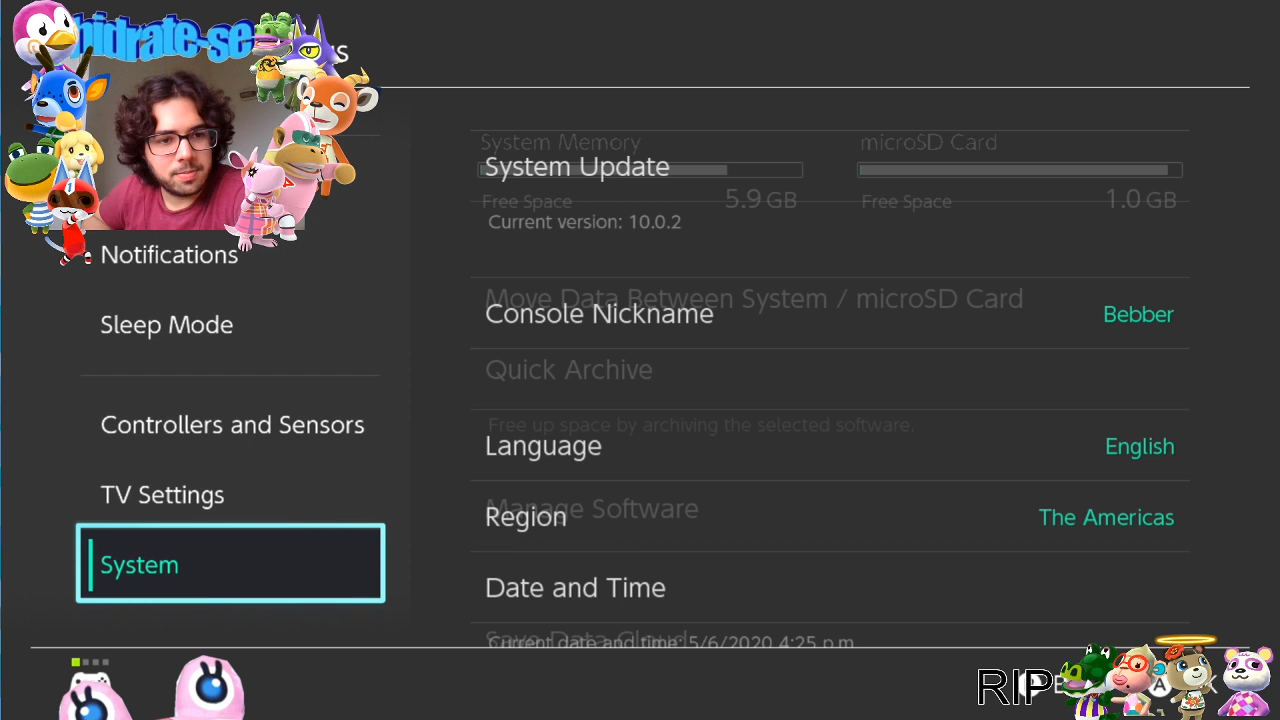 hidrate-se
System Memory
microSD Card
System Update
Free Space 5.9 GB
Free Space 1.0 GB
Current version: 10.0.2
Notifications
Move Data Between System / microSD Card
Console Nickname
Bebber
Sleep Mode
Quick Archive
Controllers and Sensors
Free up space by archiving the selected software.
Language
English
TV Settings
Manage Software
Region
The Americas
System
Date and Time
Save Data Cloud
Current date and time: 5/6/2020 4:25 p.m
RIP